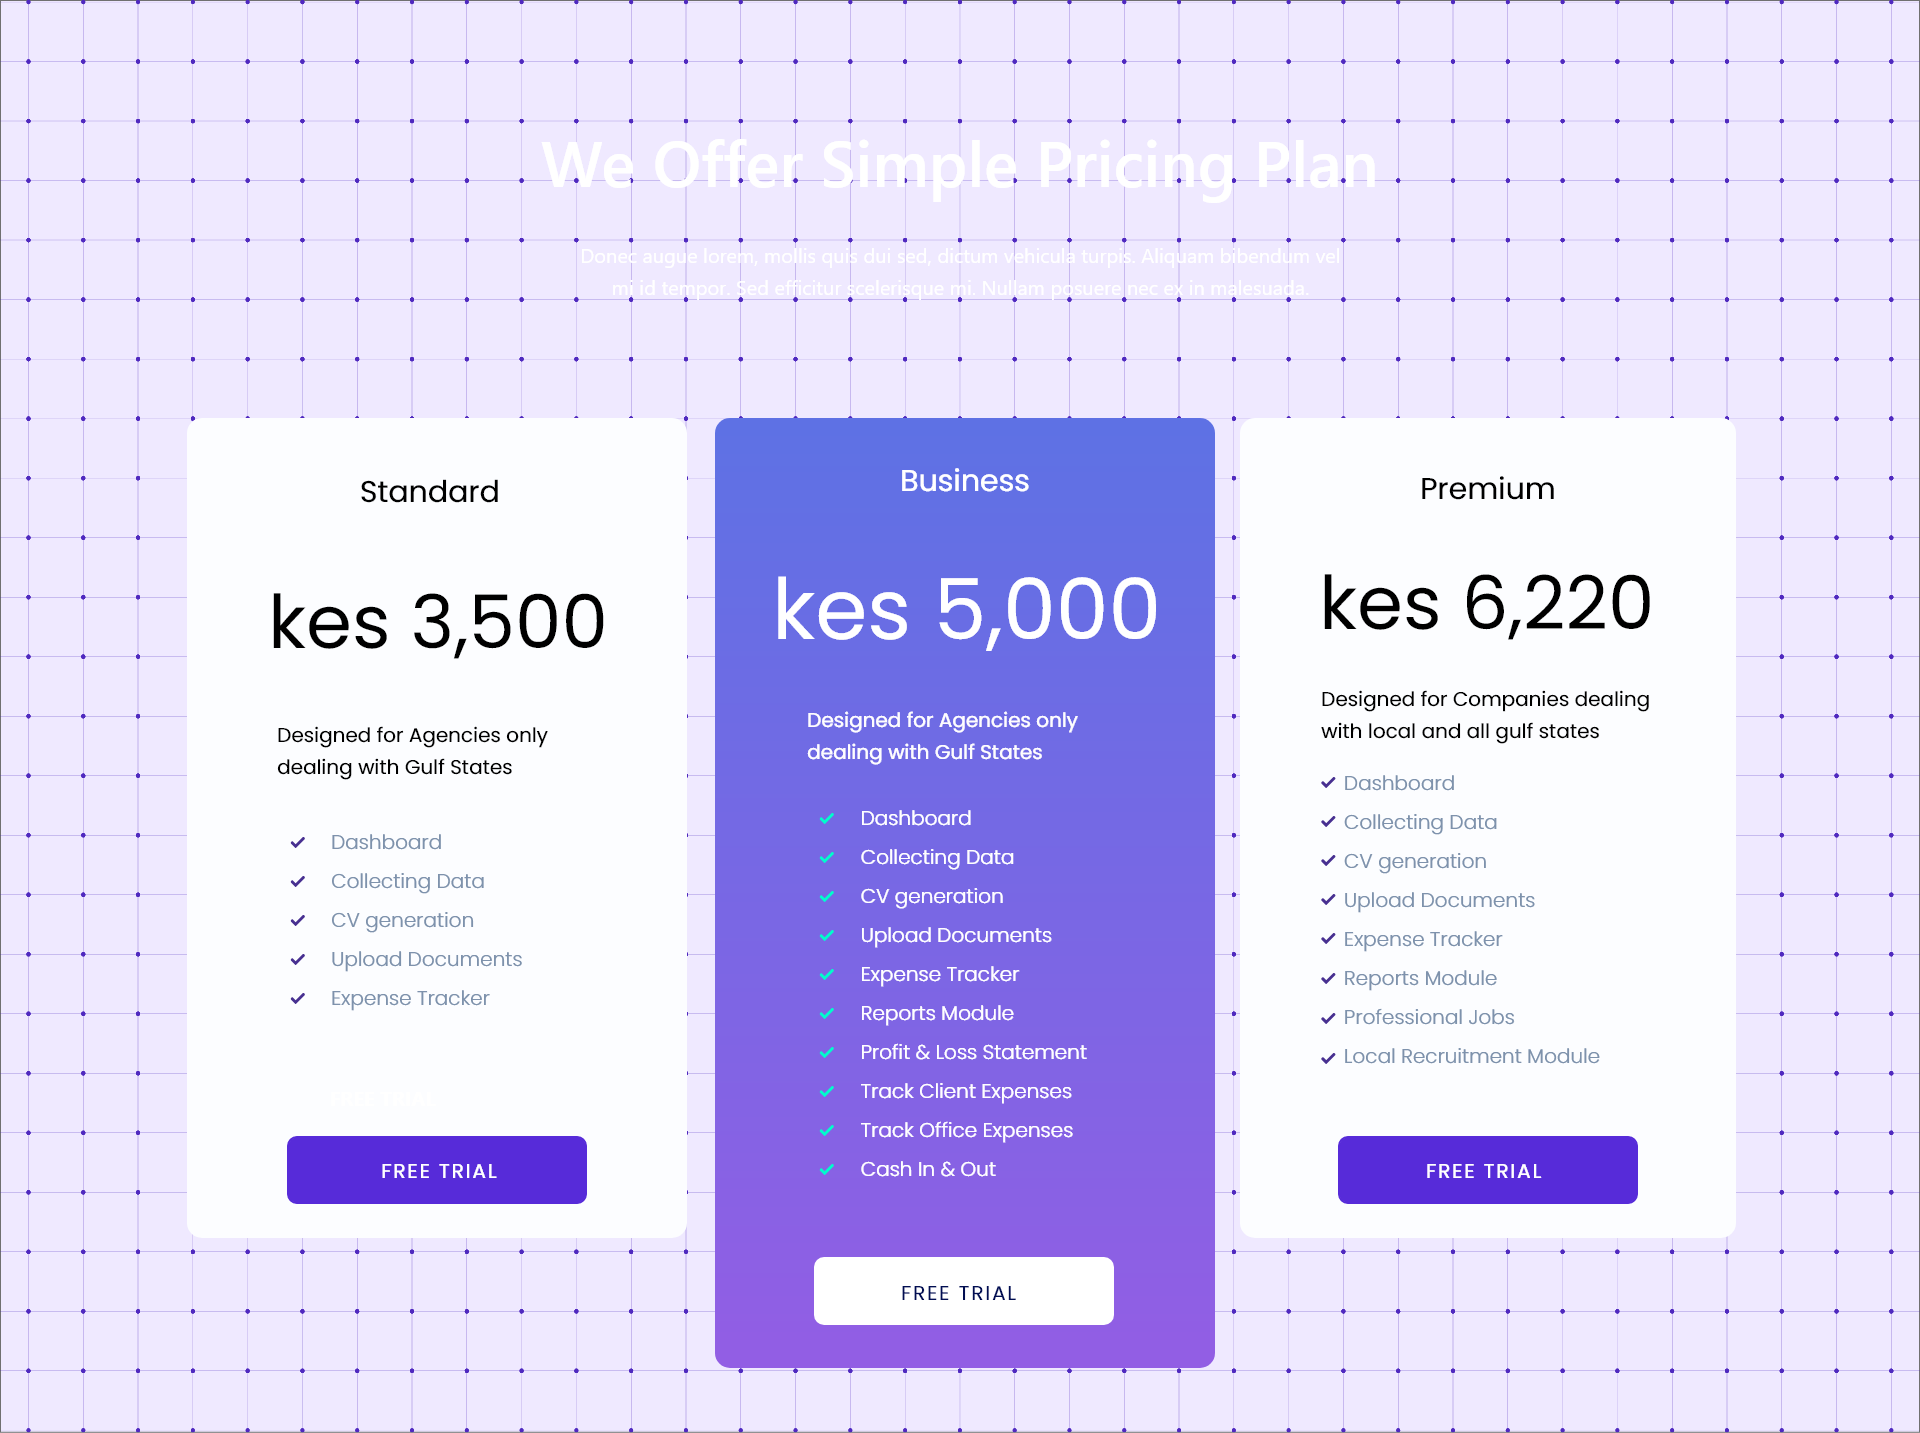 We Offer Simple Pricing Plan
Donec augue lorem, mollis quis dui sed, dictum vehicula turpis. Aliquam bibendum vel
mi id tempor. Sed efficitur scelerisque mi. Nullam posuere nec ex in malesuada.
Standard
kes 3,500
Designed for Agencies only
dealing with Gulf States
Dashboard
Collecting Data
CV generation
Upload Documents
Expense Tracker
FREE TRIAL
Business
kes 5,000
Designed for Agencies only
dealing with Gulf States
Dashboard
Collecting Data
CV generation
Upload Documents
Expense Tracker
Reports Module
Profit & Loss Statement
Track Client Expenses
Track Office Expenses
Cash In & Out
FREE TRIAL
Premium
kes 6,220
Designed for Companies dealing
with local and all gulf states
Dashboard
Collecting Data
CV generation
Upload Documents
Expense Tracker
Reports Module
Professional Jobs
Local Recruitment Module
FREE TRIAL